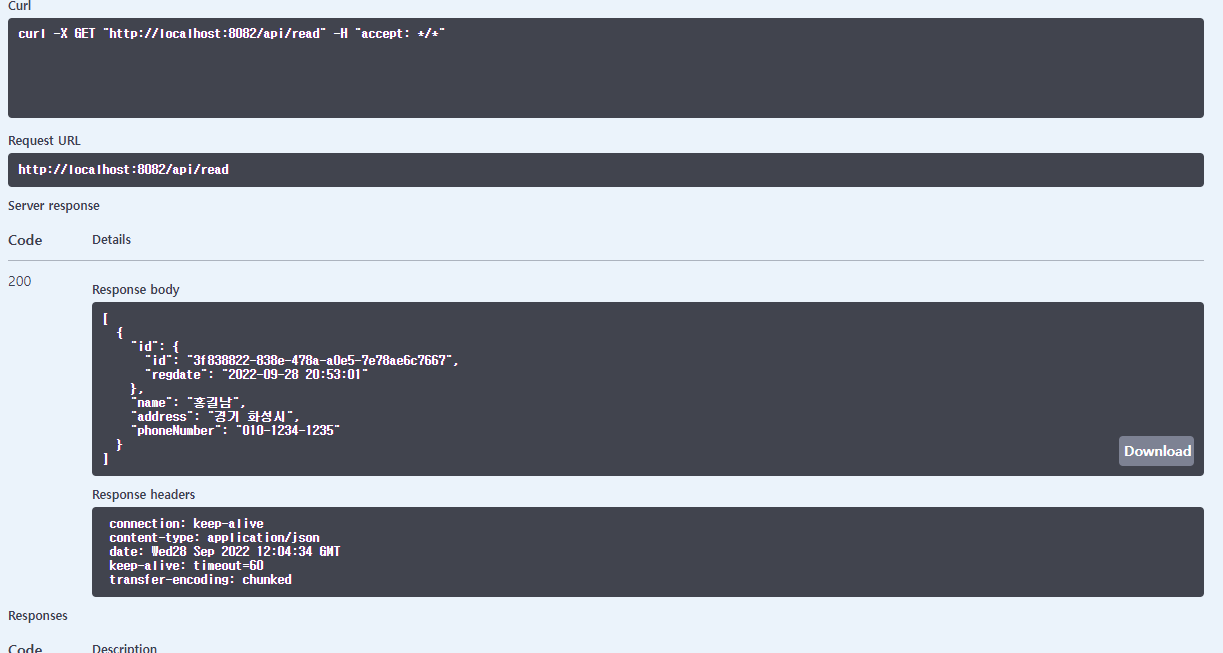 Curl
curl -X GET "http://localhost:8082/api/read" -H "accept: */*"
Request URL
http://localhost:8082/api/read
Server response
Code Details
200
Response body
[
{
"id": {
"id": "3f838822-838e-478a-a0e5-7e78ae6c7667",
"regdate": "2022-09-28 20:53:01"
},
"name": "홍길남",
"address": "경기 화성시",
"phoneNumber": "010-1234-1235"
}
]
Download
Response headers
connection: keep-alive
content-type: application/json
date: Wed28 Sep 2022 12:04:34 GMT
keep-alive: timeout=60
transfer-encoding: chunked
Responses
Code Description